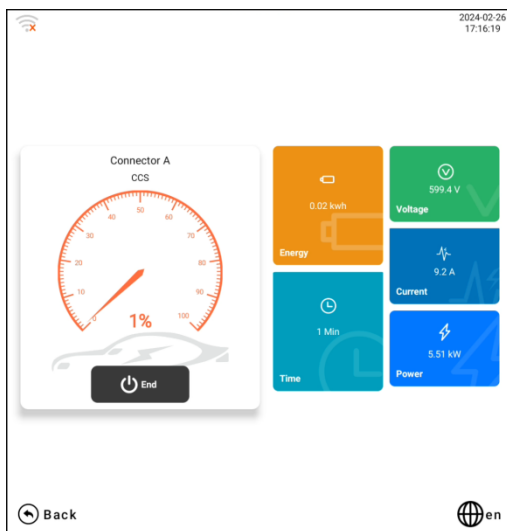 2024-02-26
17:16:19
Connector A
CCS
0
10
20
30
40
50
60
70
80
90
100
1%
End
0.02 kwh
Energy
1 Min
Time
599.4 V
Voltage
9.2 A
Current
5.51 kW
Power
Back
en